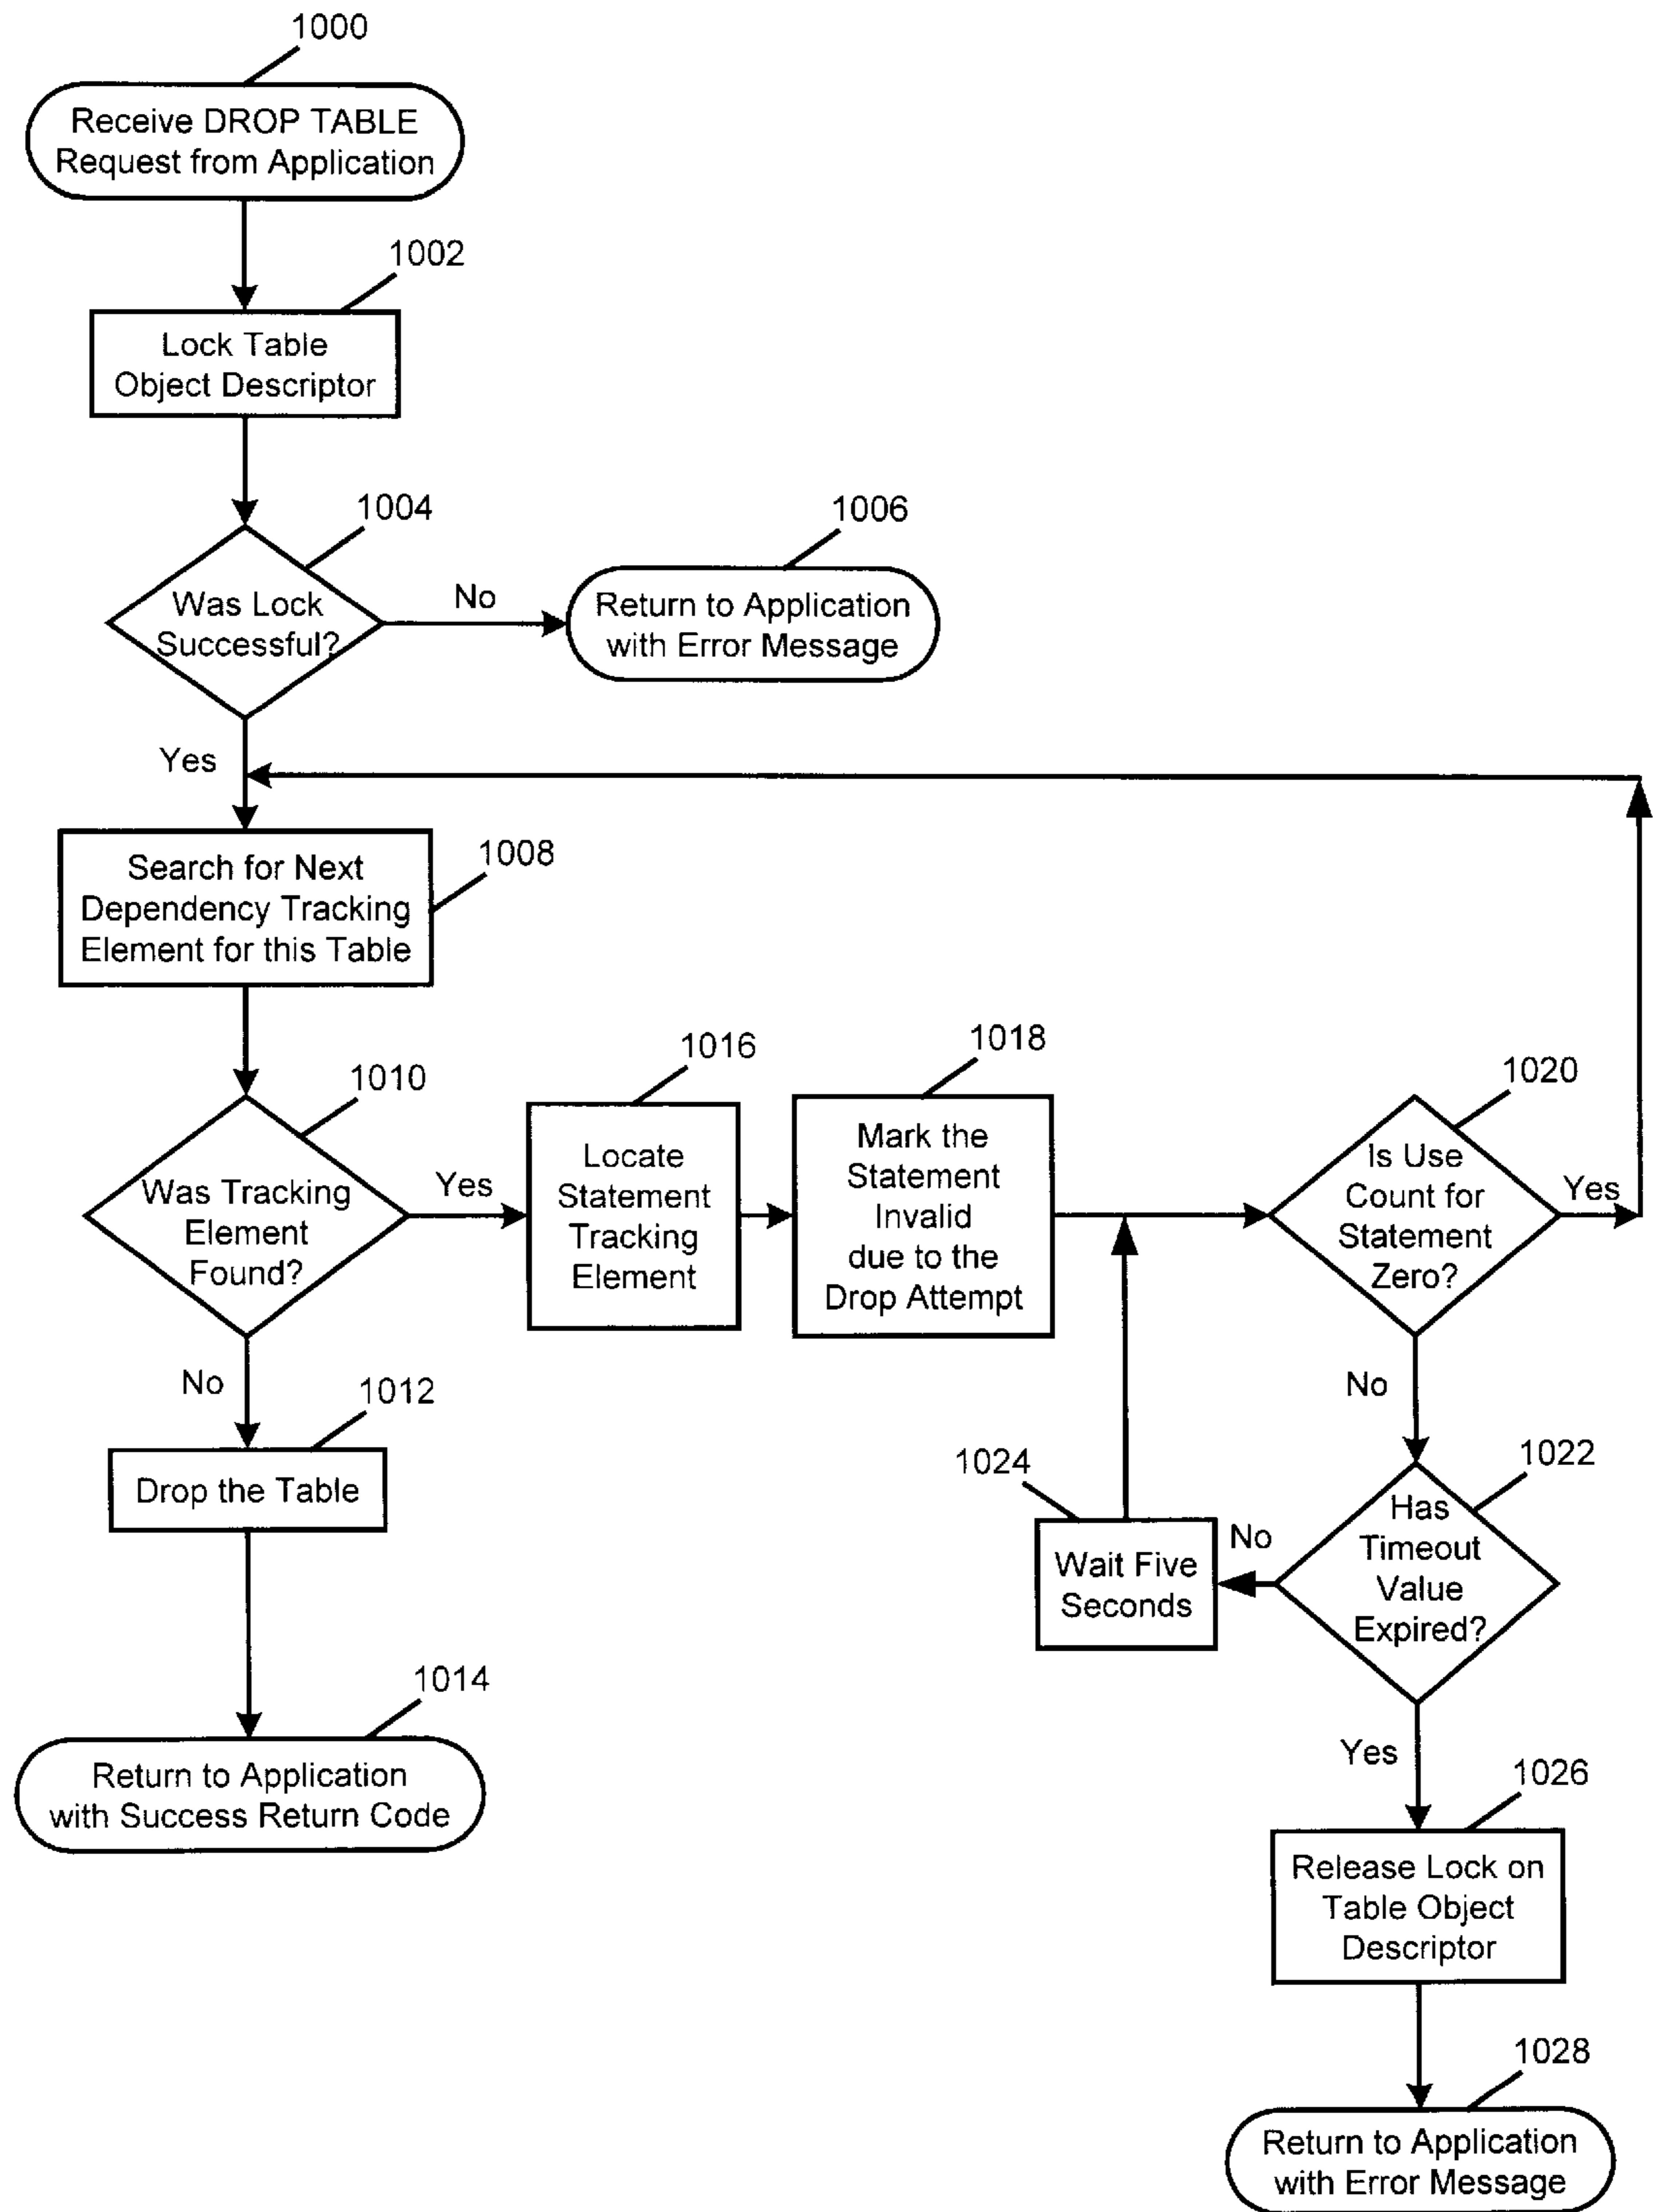 1000
Receive DROP TABLE
Request from Application
1002
Lock Table
Object Descriptor
1004
Was Lock
Successful?
No
1006
Return to Application
with Error Message
Yes
1008
Search for Next
Dependency Tracking
Element for this Table
1010
Was Tracking
Element
Found?
Yes
1016
Locate
Statement
Tracking
Element
1018
Mark the
Statement
Invalid
due to the
Drop Attempt
1020
Is Use
Count for
Statement
Zero?
Yes
No
1012
Drop the Table
No
1022
Has
Timeout
Value
Expired?
No
1024
Wait Five
Seconds
1014
Return to Application
with Success Return Code
Yes
1026
Release Lock on
Table Object
Descriptor
1028
Return to Application
with Error Message